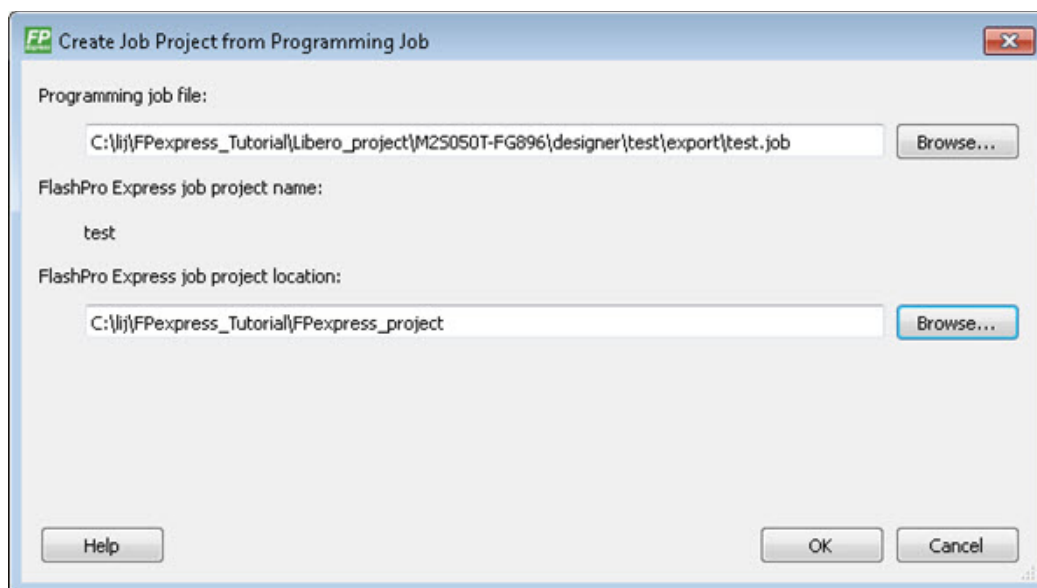 FP Express Create Job Project from Programming Job
Programming job file:
C:\lij\FPexpress_Tutorial\Libero_project\M2S050T-FG896\designer\test\export\test.job Browse...
FlashPro Express job project name:
test
FlashPro Express job project location:
C:\lij\FPexpress_Tutorial\FPexpress_project Browse...
Help OK Cancel